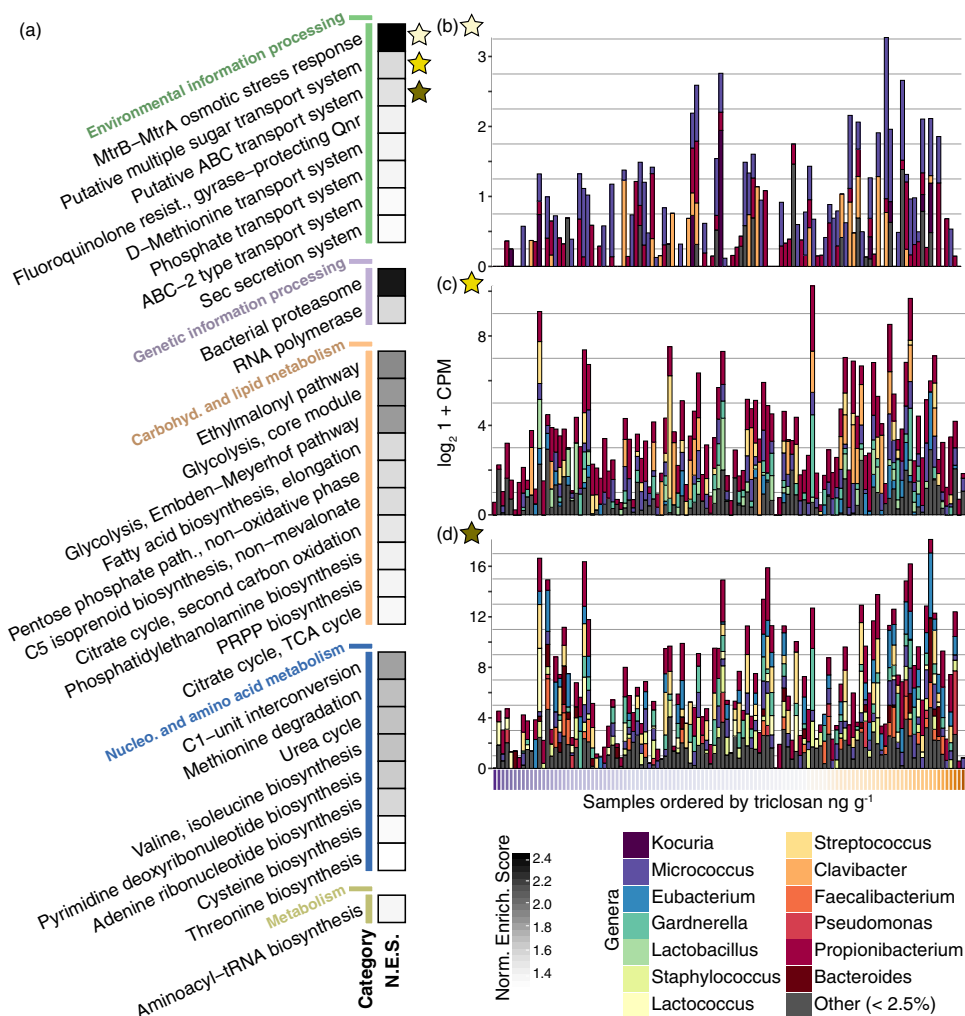 (a)
Environmental information processing
MtrB–MtrA osmotic stress response
Putative multiple sugar transport system
Putative ABC transport system
Fluoroquinolone resist., gyrase–protecting Qnr
D–Methionine transport system
Phosphate transport system
ABC–2 type transport system
Sec secretion system
Genetic information processing
Bacterial proteasome
RNA polymerase
Carbohyd. and lipid metabolism
Ethylmalonyl pathway
Glycolysis, core module
Glycolysis, Embden–Meyerhof pathway
Fatty acid biosynthesis, elongation
Pentose phosphate path., non–oxidative phase
C5 isoprenoid biosynthesis, non–mevalonate
Citrate cycle, second carbon oxidation
Phosphatidylethanolamine biosynthesis
PRPP biosynthesis
Citrate cycle, TCA cycle
Nucleo. and amino acid metabolism
C1–unit interconversion
Methionine degradation
Urea cycle
Valine, isoleucine biosynthesis
Pyrimidine deoxyribonucleotide biosynthesis
Adenine ribonucleotide biosynthesis
Cysteine biosynthesis
Threonine biosynthesis
Metabolism
Aminoacyl–tRNA biosynthesis
Category
N.E.S.
(b)
3
2
1
0
(c)
8
4
0
log2 1 + CPM
(d)
16
12
8
4
0
Samples ordered by triclosan ng g-1
Norm. Enrich. Score
2.4
2.2
2.0
1.8
1.6
1.4
Genera
Kocuria
Micrococcus
Eubacterium
Gardnerella
Lactobacillus
Staphylococcus
Lactococcus
Streptococcus
Clavibacter
Faecalibacterium
Pseudomonas
Propionibacterium
Bacteroides
Other (< 2.5%)